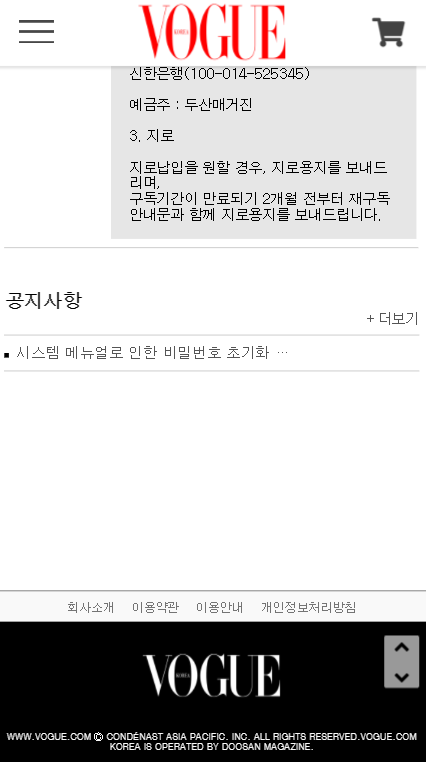 VOGUE
KOREA
신한은행(100-014-525345)
예금주 : 두산매거진
3. 지로
지로납입을 원할 경우, 지로용지를 보내드
리며,
구독기간이 만료되기 2개월 전부터 재구독
안내문과 함께 지로용지를 보내드립니다.
공지사항
+ 더보기
시스템 메뉴얼로 인한 비밀번호 초기화 ...
회사소개 이용약관 이용안내 개인정보처리방침
VOGUE
KOREA
WWW.VOGUE.COM © CONDÉNAST ASIA PACIFIC. INC. ALL RIGHTS RESERVED.VOGUE.COM
KOREA IS OPERATED BY DOOSAN MAGAZINE.